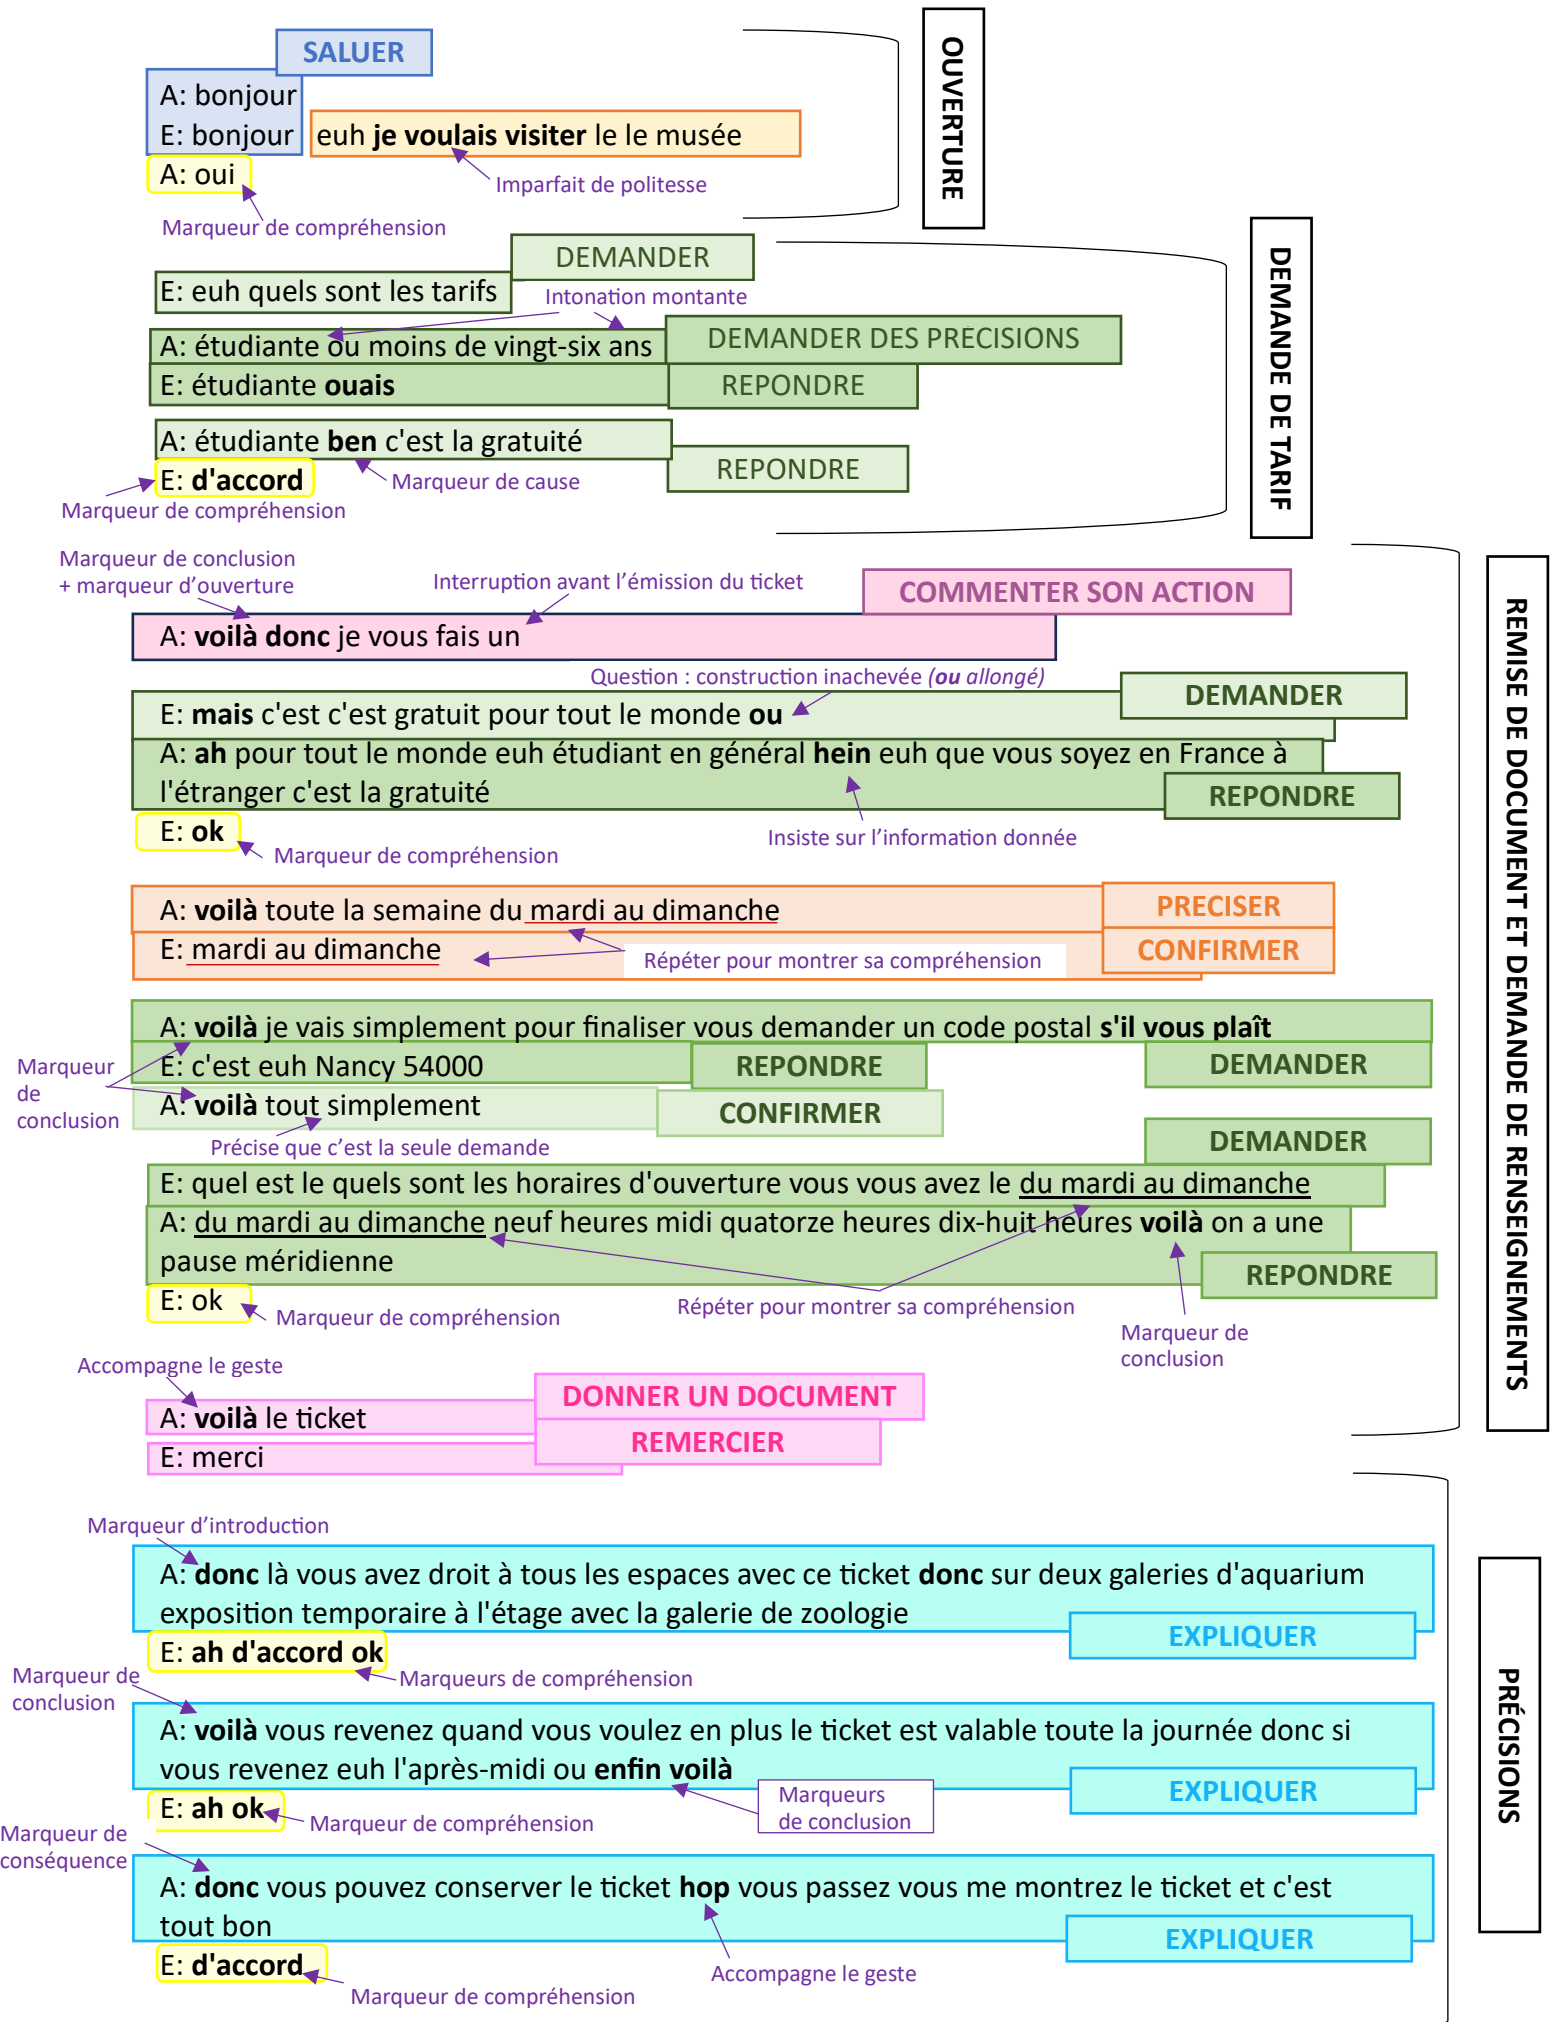 SALUER
A: bonjour
E: bonjour euh je voulais visiter le le musée
A: oui
Imparfait de politesse
Marqueur de compréhension
OUVERTURE
DEMANDER
E: euh quels sont les tarifs
Intonation montante
A: étudiante ou moins de vingt-six ans
DEMANDER DES PRÉCISIONS
E: étudiante ouais
REPONDRE
A: étudiante ben c'est la gratuité
REPONDRE
E: d'accord
Marqueur de cause
Marqueur de compréhension
DEMANDE DE TARIF
Marqueur de conclusion
+ marqueur d'ouverture
Interruption avant l'émission du ticket
COMMENTER SON ACTION
A: voilà donc je vous fais un
Question : construction inachevée (ou allongé)
DEMANDER
E: mais c'est c'est gratuit pour tout le monde ou
A: ah pour tout le monde euh étudiant en général hein euh que vous soyez en France à
l'étranger c'est la gratuité
REPONDRE
E: ok
Insiste sur l'information donnée
Marqueur de compréhension
A: voilà toute la semaine du mardi au dimanche
PRECISER
E: mardi au dimanche
CONFIRMER
Répéter pour montrer sa compréhension
A: voilà je vais simplement pour finaliser vous demander un code postal s'il vous plaît
DEMANDER
E: c'est euh Nancy 54000
REPONDRE
Marqueur
de
conclusion
A: voilà tout simplement
CONFIRMER
Précise que c'est la seule demande
DEMANDER
E: quel est le quels sont les horaires d'ouverture vous vous avez le du mardi au dimanche
A: du mardi au dimanche neuf heures midi quatorze heures dix-huit heures voilà on a une
pause méridienne
REPONDRE
E: ok
Marqueur de compréhension
Répéter pour montrer sa compréhension
Marqueur de
conclusion
Accompagne le geste
DONNER UN DOCUMENT
A: voilà le ticket
REMERCIER
E: merci
REMISE DE DOCUMENT ET DEMANDE DE RENSEIGNEMENTS
Marqueur d'introduction
A: donc là vous avez droit à tous les espaces avec ce ticket donc sur deux galeries d'aquarium
exposition temporaire à l'étage avec la galerie de zoologie
EXPLIQUER
E: ah d'accord ok
Marqueurs de compréhension
Marqueur de
conclusion
A: voilà vous revenez quand vous voulez en plus le ticket est valable toute la journée donc si
vous revenez euh l'après-midi ou enfin voilà
EXPLIQUER
Marqueurs
de conclusion
E: ah ok
Marqueur de compréhension
Marqueur de
conséquence
A: donc vous pouvez conserver le ticket hop vous passez vous me montrez le ticket et c'est
tout bon
EXPLIQUER
E: d'accord
Accompagne le geste
Marqueur de compréhension
PRÉCISIONS